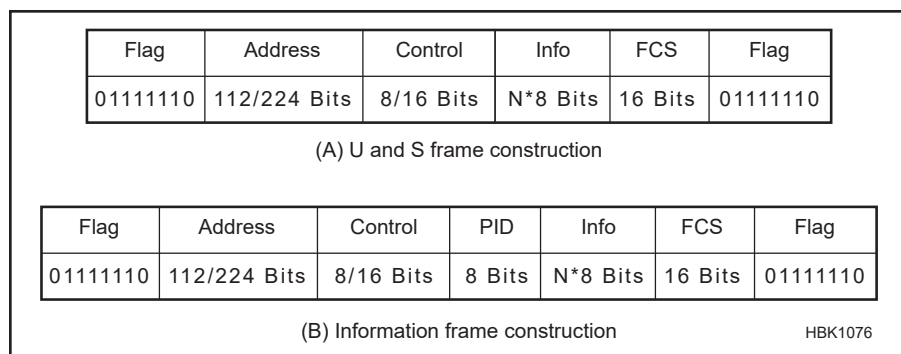 Flag Address Control Info FCS Flag
01111110 112/224 Bits 8/16 Bits N*8 Bits 16 Bits 01111110
(A) U and S frame construction
Flag Address Control PID Info FCS Flag
01111110 112/224 Bits 8/16 Bits 8 Bits N*8 Bits 16 Bits 01111110
(B) Information frame construction
HBK1076